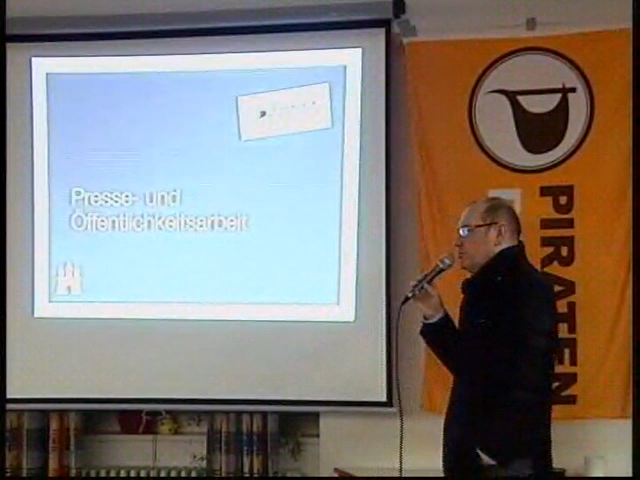 Presse- und
Öffentlichkeitsarbeit
PIRATEN